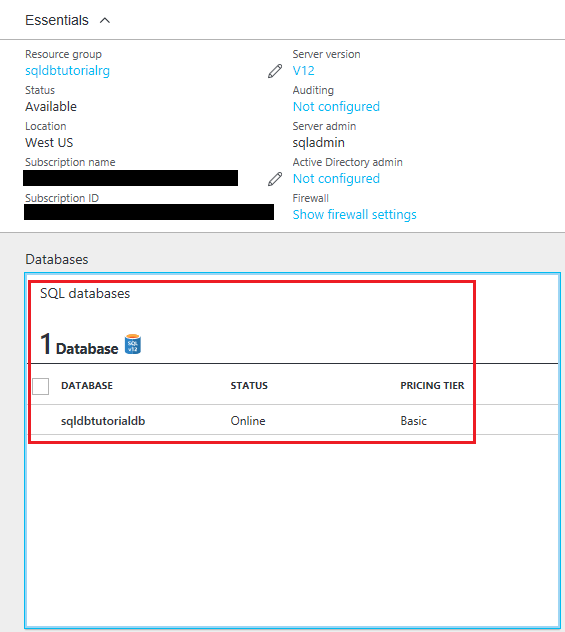 Essentials
Resource group
sqldbtutorialrg
Server version
V12
Status
Available
Auditing
Not configured
Location
West US
Server admin
sqladmin
Subscription name
Active Directory admin
Not configured
Subscription ID
Firewall
Show firewall settings
Databases
SQL databases
1 Database SQL v12
DATABASE STATUS PRICING TIER
sqldbtutorialdb Online Basic